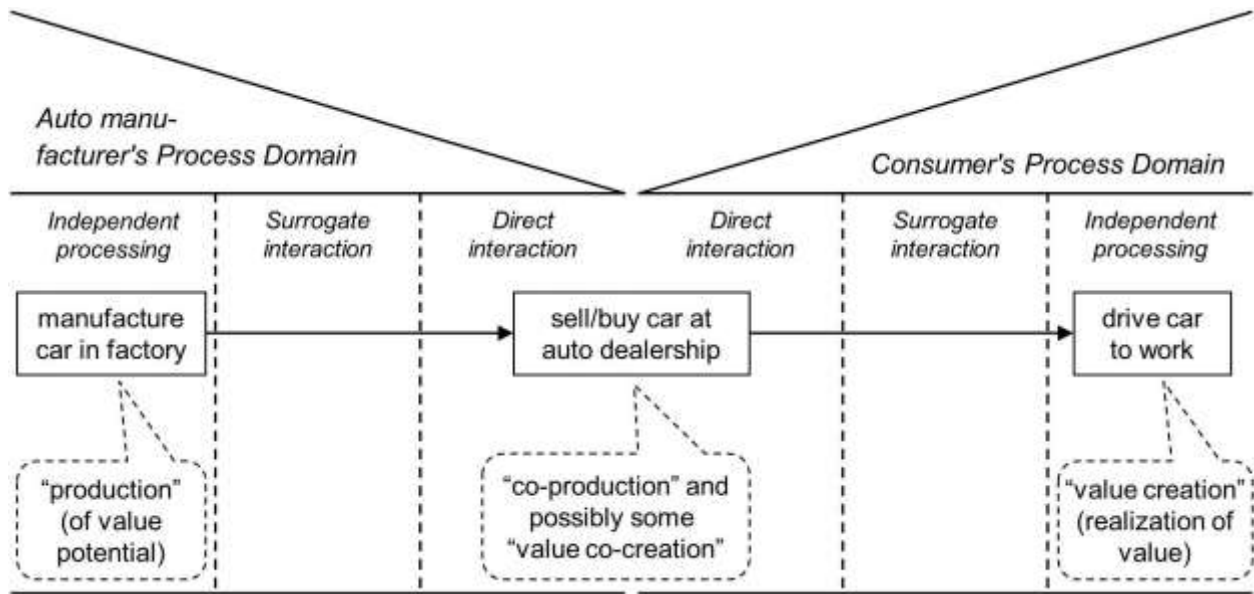 Auto manu-
facturer's Process Domain
Consumer's Process Domain
Independent
processing
Surrogate
interaction
Direct
interaction
Direct
interaction
Surrogate
interaction
Independent
processing
manufacture
car in factory
sell/buy car at
auto dealership
drive car
to work
“production”
(of value
potential)
“co-production” and
possibly some
“value co-creation”
“value creation”
(realization of
value)